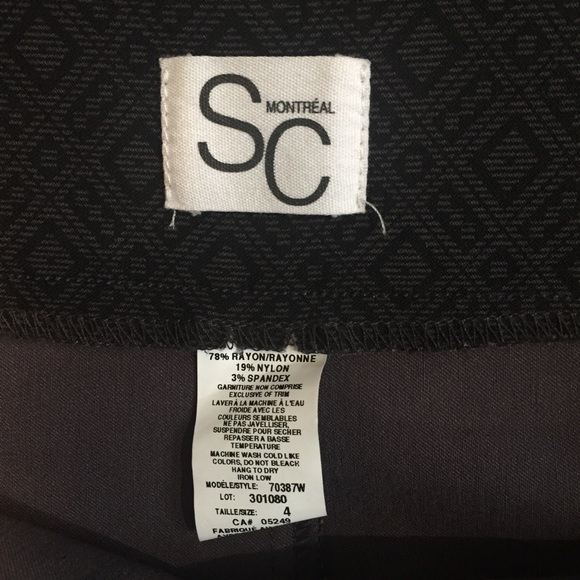 S
MONTRÉAL
C
78% RAYON/RAYONNE
19% NYLON
3% SPANDEX
GARNITURE NON COMPRISE
EXCLUSIVE OF TRIM
LAVER À LA MACHINE À L'EAU
FROIDE AVEC LES
COULEURS SEMBLABLES
NE PAS JAVELLISER,
SUSPENDRE POUR SECHER
REPASSER A BASSE
TEMPERATURE
MACHINE WASH COLD LIKE
COLORS, DO NOT BLEACH
HANG TO DRY
IRON LOW
MODÉLE/STYLE: 70387W
LOT: 301080
TAILLE/SIZE: 4
CA# 05249
FABRIQUÉ